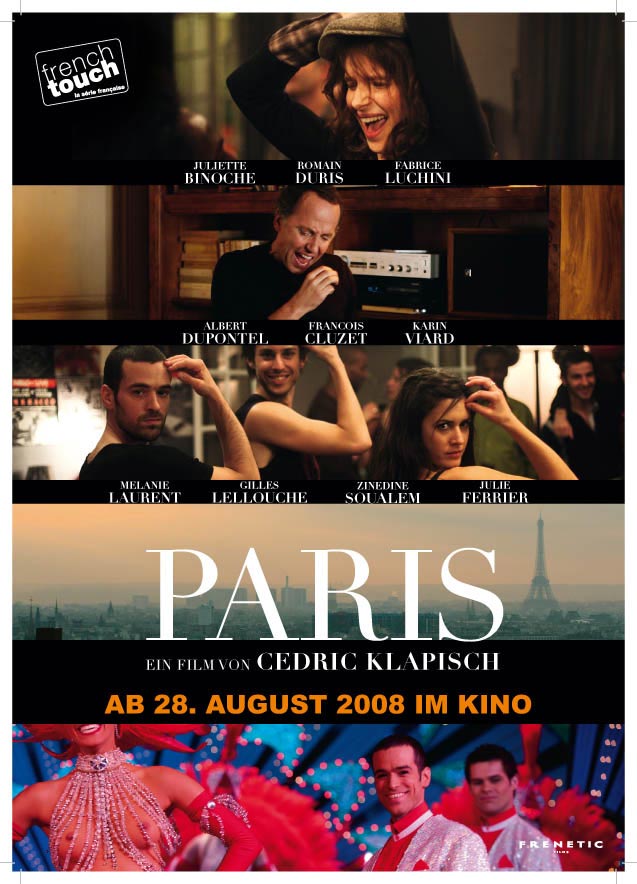 french
touch
la série française
JULIETTE BINOCHE
ROMAIN DURIS
FABRICE LUCHINI
ALBERT DUPONTEL
FRANCOIS CLUZET
KARIN VIARD
MELANIE LAURENT
GILLES LELLOUCHE
ZINEDINE SOUALEM
JULIE FERRIER
PARIS
EIN FILM VON CEDRIC KLAPISCH
AB 28. AUGUST 2008 IM KINO
FRENETIC
FILMS